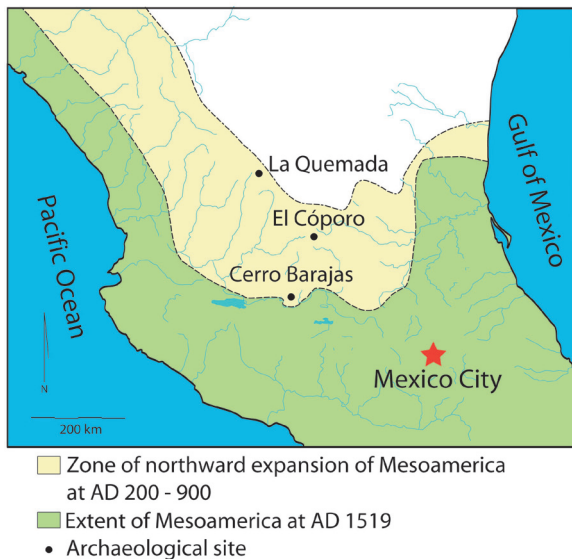 La Quemada
El Cóporo
Cerro Barajas
Mexico City
Pacific Ocean
Gulf of Mexico
N
200 km
Zone of northward expansion of Mesoamerica
at AD 200 - 900
Extent of Mesoamerica at AD 1519
Archaeological site